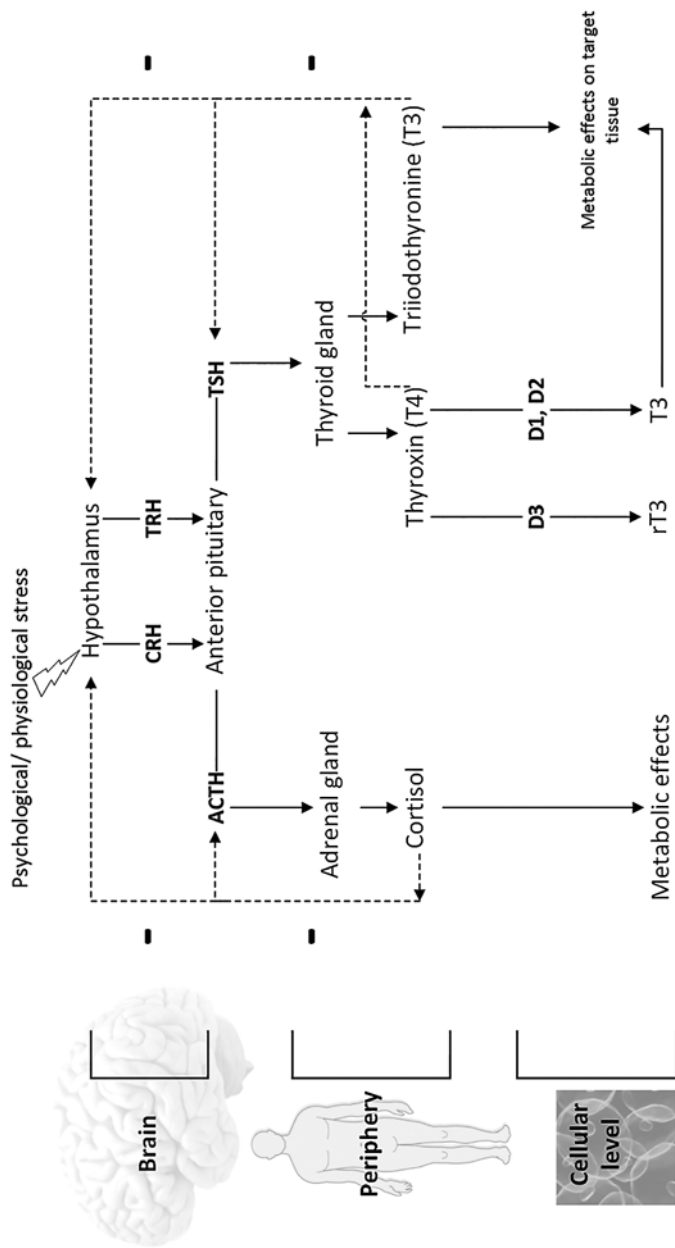 Psychological/ physiological stress
Brain
Hypothalamus
CRH
TRH
ACTH
Anterior pituitary
TSH
Periphery
Adrenal gland
Thyroid gland
Cortisol
Thyroxin (T4)
Triiodothyronine (T3)
D3
D1, D2
Cellular
level
Metabolic effects
rT3
T3
Metabolic effects on target
tissue